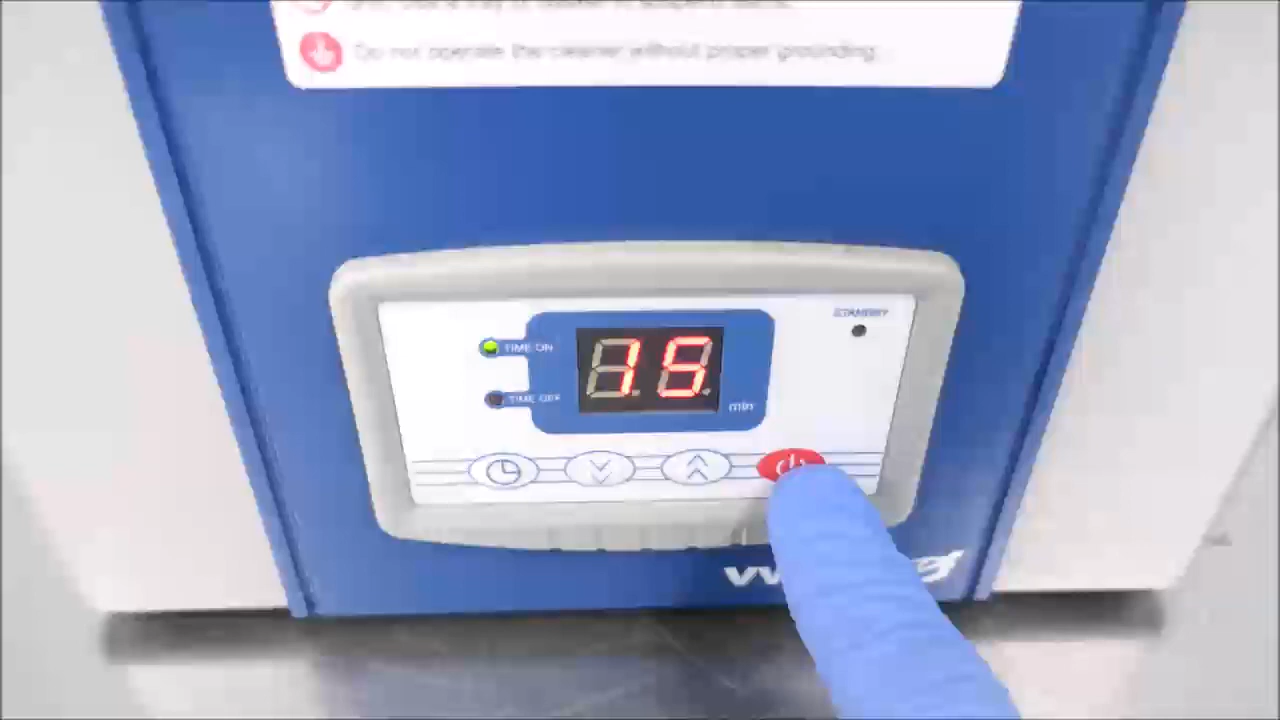 Do not operate the cleaner without proper grounding.
STANDBY
TIME ON
15
TIME OFF
min